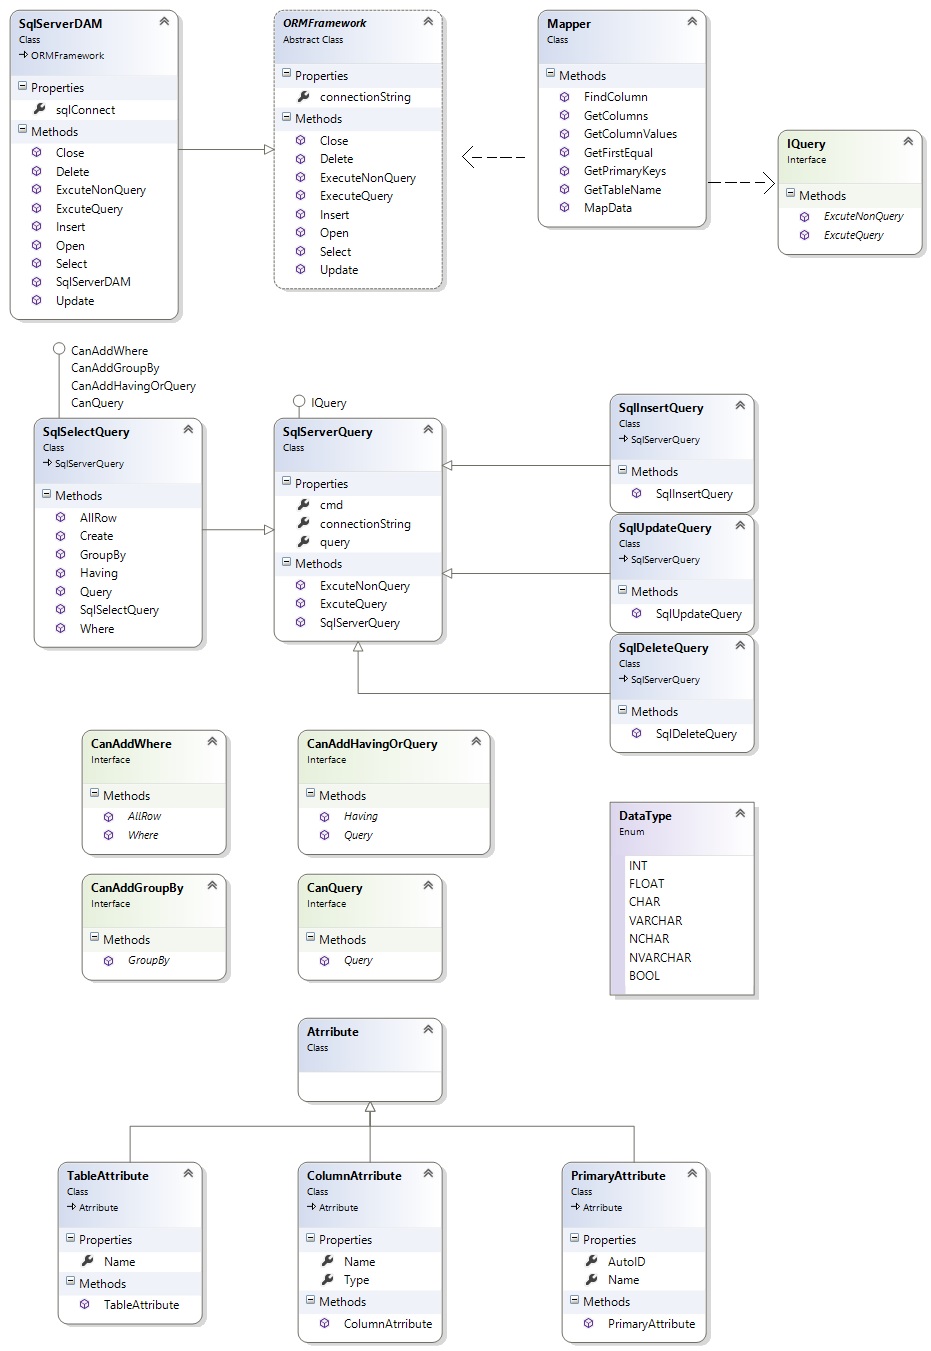 SqlServerDAM
Class
ORMFramework
Properties
sqlConnect
Methods
Close
Delete
ExcuteNonQuery
ExcuteQuery
Insert
Open
Select
SqlServerDAM
Update
ORMFramework
Abstract Class
Properties
connectionString
Methods
Close
Delete
ExecuteNonQuery
ExecuteQuery
Insert
Open
Select
Update
Mapper
Class
Methods
FindColumn
GetColumns
GetColumnValues
GetFirstEqual
GetPrimaryKeys
GetTableName
MapData
IQuery
Interface
Methods
ExcuteNonQuery
ExcuteQuery
CanAddWhere
CanAddGroupBy
CanAddHavingOrQuery
CanQuery
SqlSelectQuery
Class
SqlServerQuery
Methods
AllRow
Create
GroupBy
Having
Query
SqlSelectQuery
Where
IQuery
SqlServerQuery
Class
Properties
cmd
connectionString
query
Methods
ExcuteNonQuery
ExcuteQuery
SqlServerQuery
SqlInsertQuery
Class
SqlServerQuery
Methods
SqlInsertQuery
SqlUpdateQuery
Class
SqlServerQuery
Methods
SqlUpdateQuery
SqlDeleteQuery
Class
SqlServerQuery
Methods
SqlDeleteQuery
CanAddWhere
Interface
Methods
AllRow
Where
CanAddHavingOrQuery
Interface
Methods
Having
Query
CanAddGroupBy
Interface
Methods
GroupBy
CanQuery
Interface
Methods
Query
DataType
Enum
INT
FLOAT
CHAR
VARCHAR
NCHAR
NVARCHAR
BOOL
Atrribute
Class
TableAttribute
Class
Atrribute
Properties
Name
Methods
TableAttribute
ColumnAtrribute
Class
Atrribute
Properties
Name
Type
Methods
ColumnAtrribute
PrimaryAttribute
Class
Atrribute
Properties
AutoID
Name
Methods
PrimaryAttribute